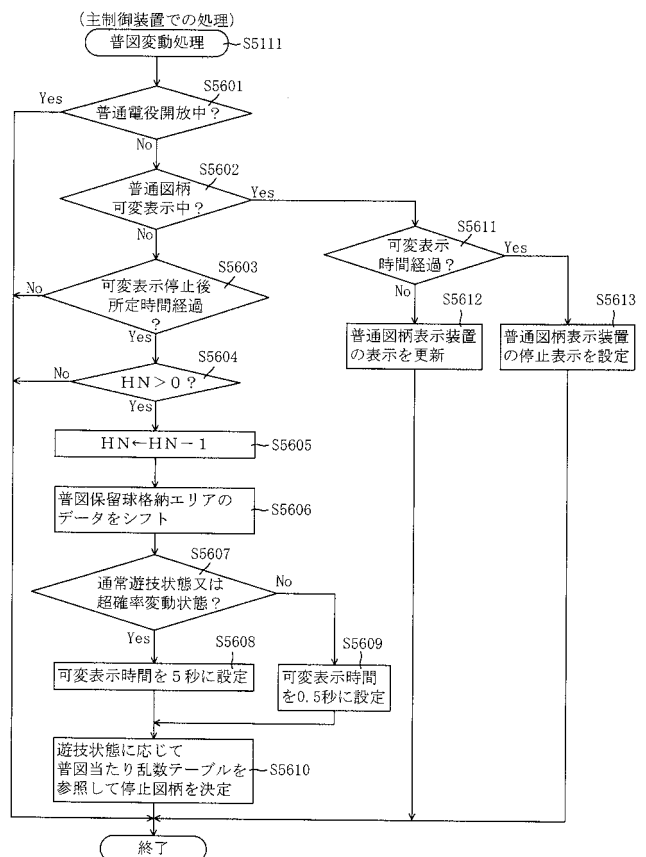 (主制御装置での処理)
普図変動処理
S5111
S5601
Yes
普通電役開放中?
No
S5602
普通図柄
可変表示中?
Yes
No
S5611
可変表示
時間経過?
Yes
No
S5603
可変表示停止後
所定時間経過
?
No
Yes
S5612
普通図柄表示装置
の表示を更新
S5613
普通図柄表示装置
の停止表示を設定
S5604
No
HN>0?
Yes
HN←HN-1
S5605
普図保留球格納エリアの
データをシフト
S5606
S5607
通常遊技状態又は
超確率変動状態?
No
Yes
S5608
可変表示時間を5秒に設定
S5609
可変表示時間
を0.5秒に設定
遊技状態に応じて
普図当たり乱数テーブルを
参照して停止図柄を決定
S5610
終了